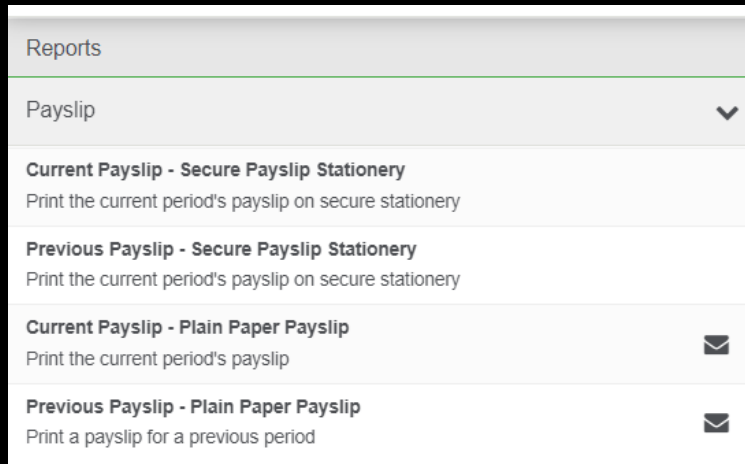 Reports
Payslip
Current Payslip - Secure Payslip Stationery
Print the current period's payslip on secure stationery
Previous Payslip - Secure Payslip Stationery
Print the current period's payslip on secure stationery
Current Payslip - Plain Paper Payslip
Print the current period's payslip
Previous Payslip - Plain Paper Payslip
Print a payslip for a previous period